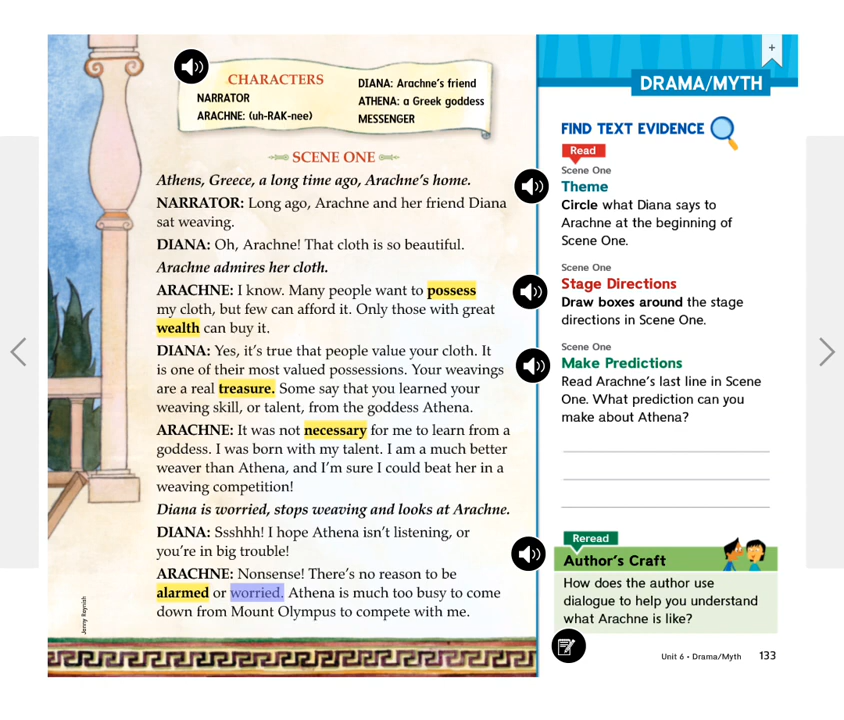 CHARACTERS
NARRATOR
ARACHNE: (uh-RAK-nee)
DIANA: Arachne's friend
ATHENA: a Greek goddess
MESSENGER
SCENE ONE
Athens, Greece, a long time ago, Arachne's home.
NARRATOR: Long ago, Arachne and her friend Diana
sat weaving.
DIANA: Oh, Arachne! That cloth is so beautiful.
Arachne admires her cloth.
ARACHNE: I know. Many people want to possess
my cloth, but few can afford it. Only those with great
wealth can buy it.
DIANA: Yes, it's true that people value your cloth. It
is one of their most valued possessions. Your weavings
are a real treasure. Some say that you learned your
weaving skill, or talent, from the goddess Athena.
ARACHNE: It was not necessary for me to learn from a
goddess. I was born with my talent. I am a much better
weaver than Athena, and I'm sure I could beat her in a
weaving competition!
Diana is worried, stops weaving and looks at Arachne.
DIANA: Ssshhh! I hope Athena isn't listening, or
you're in big trouble!
ARACHNE: Nonsense! There's no reason to be
alarmed or worried. Athena is much too busy to come
down from Mount Olympus to compete with me.
+
DRAMA/MYTH
FIND TEXT EVIDENCE
Read
Scene One
Theme
Circle what Diana says to
Arachne at the beginning of
Scene One.
Scene One
Stage Directions
Draw boxes around the stage
directions in Scene One.
Scene One
Make Predictions
Read Arachne's last line in Scene
One. What prediction can you
make about Athena?
Reread
Author's Craft
How does the author use
dialogue to help you understand
what Arachne is like?
Unit 6 • Drama/Myth 133